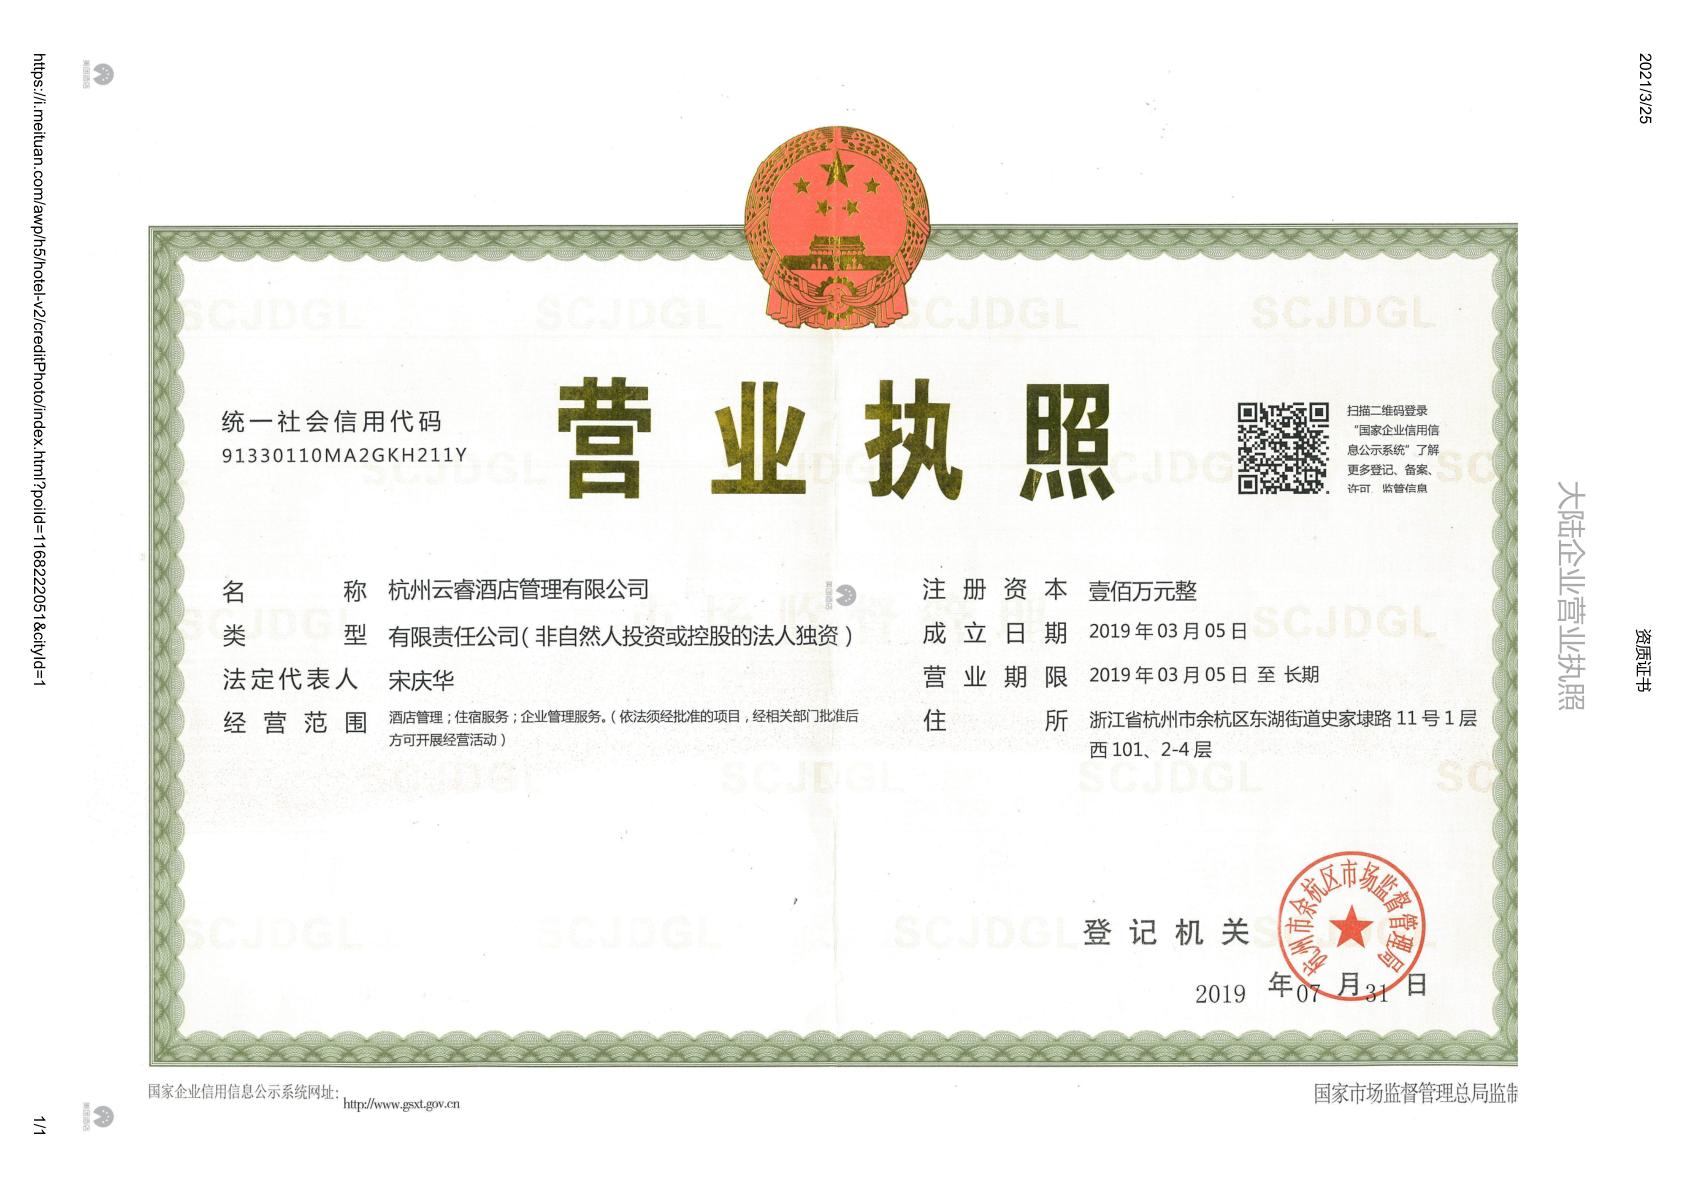 2021/3/25
资质证书
大陆企业营业执照
营业执照
统一社会信用代码
91330110MA2GKH211Y
扫描二维码登录
“国家企业信用信
息公示系统”了解
更多登记、备案、
许可、监管信息
名称 杭州云睿酒店管理有限公司
类型 有限责任公司(非自然人投资或控股的法人独资)
法定代表人 宋庆华
经营范围 酒店管理;住宿服务;企业管理服务。(依法须经批准的项目,经相关部门批准后
方可开展经营活动)
注册资本 壹佰万元整
成立日期 2019年03月05日
营业期限 2019年03月05日 至 长期
住所 浙江省杭州市余杭区东湖街道史家埭路11号1层
西101、2-4层
登记机关
杭州市余杭区市场监督管理局
2019 年 07 月 31 日
国家企业信用信息公示系统网址:
http://www.gsxt.gov.cn
国家市场监督管理总局监制
https://i.meituan.com/awp/h5/hotel-v2/creditPhoto/index.html?poiId=1168222051&cityId=1
1/1
SCJDGL
市场监督管理
美团酒店